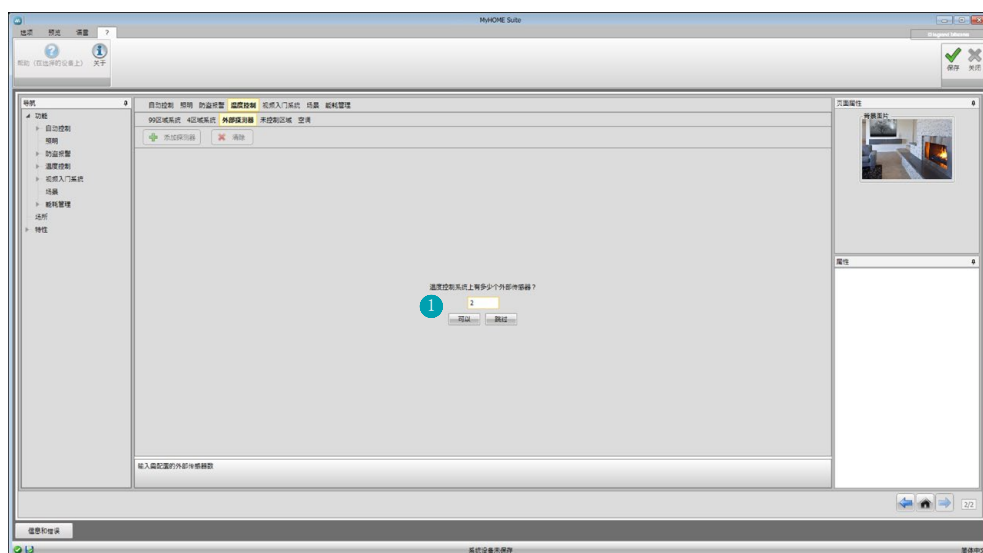 MyHOME Suite
选项 预览 语言 ?
帮助 (在选择的设备上) 关于
保存 关闭
导航
功能
自动控制
照明
防盗报警
温度控制
视频入门系统
场景
能耗管理
场所
特性
自动控制 照明 防盗报警 温度控制 视频入门系统 场景 能耗管理
99区域系统 4区域系统 外部探测器 未控制区域 空调
添加探测器 清除
温度控制系统上有多少个外部传感器?
1
2
可以 跳过
输入需配置的外部传感器数
页面属性
背景图片
属性
2/2
信息和错误
系统设备未保存
简体中文